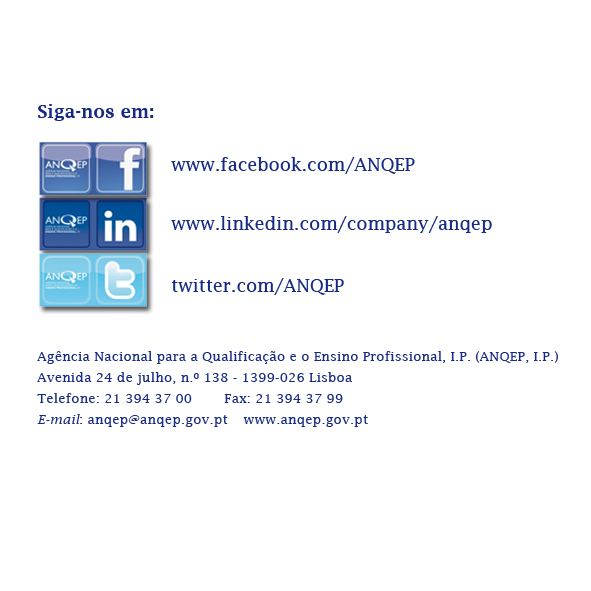 Siga-nos em:
ANQEP
www.facebook.com/ANQEP
ANQEP
in
www.linkedin.com/company/anqep
ANQEP
twitter.com/ANQEP
Agência Nacional para a Qualificação e o Ensino Profissional, I.P. (ANQEP, I.P.)
Avenida 24 de julho, n.º 138 - 1399-026 Lisboa
Telefone: 21 394 37 00 Fax: 21 394 37 99
E-mail: anqep@anqep.gov.pt www.anqep.gov.pt